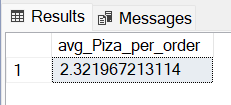 Results Messages
avg_Piza_per_order
1 2.321967213114